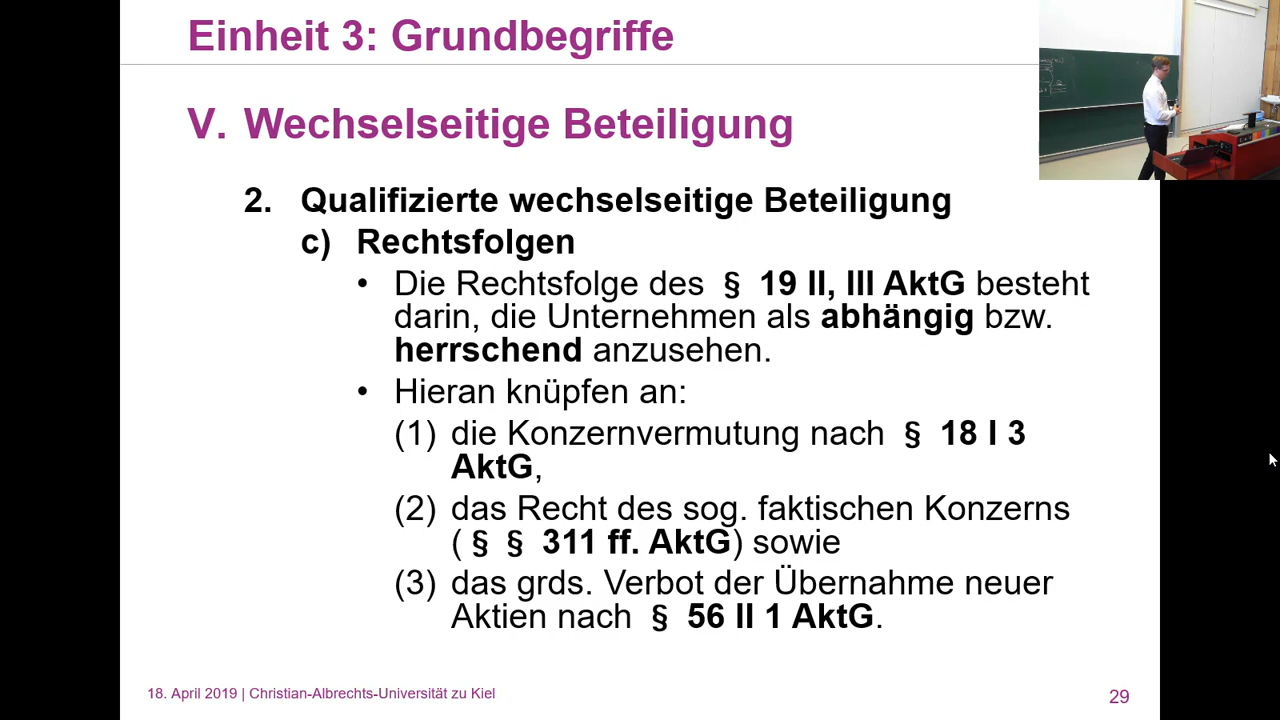 Einheit 3: Grundbegriffe
V. Wechselseitige Beteiligung
2. Qualifizierte wechselseitige Beteiligung
c) Rechtsfolgen
• Die Rechtsfolge des § 19 II, III AktG besteht
darin, die Unternehmen als abhängig bzw.
herrschend anzusehen.
• Hieran knüpfen an:
(1) die Konzernvermutung nach § 18 I 3
AktG,
(2) das Recht des sog. faktischen Konzerns
( § § 311 ff. AktG) sowie
(3) das grds. Verbot der Übernahme neuer
Aktien nach § 56 II 1 AktG.
18. April 2019 | Christian-Albrechts-Universität zu Kiel
29